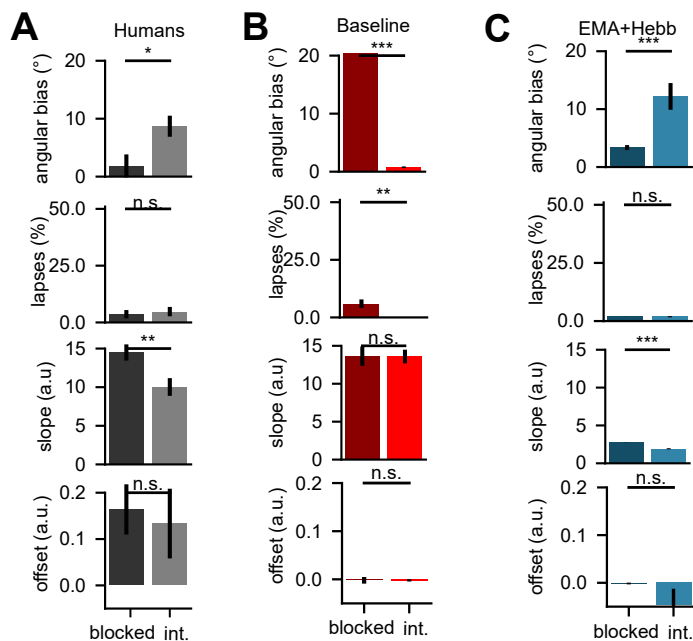 A
Humans
*
20
10
0
angular bias (°)
n.s.
50.0
25.0
0.0
lapses (%)
**
15
10
5
0
slope (a.u)
n.s.
0.2
0.1
0.0
offset (a.u.)
blocked int.
B
Baseline
***
20
10
0
angular bias (°)
**
50.0
25.0
0.0
lapses (%)
n.s.
15
10
5
0
slope (a.u)
n.s.
0.2
0.1
0.0
offset (a.u.)
blocked int.
C
EMA+Hebb
***
20
10
0
angular bias (°)
n.s.
50.0
25.0
0.0
lapses (%)
***
15
10
5
0
slope (a.u)
n.s.
0.2
0.1
0.0
offset (a.u.)
blocked int.